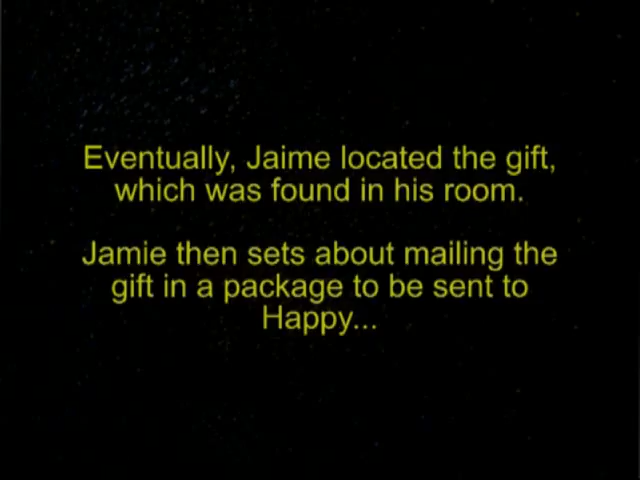 Eventually, Jaime located the gift,
which was found in his room.
Jamie then sets about mailing the
gift in a package to be sent to
Happy...